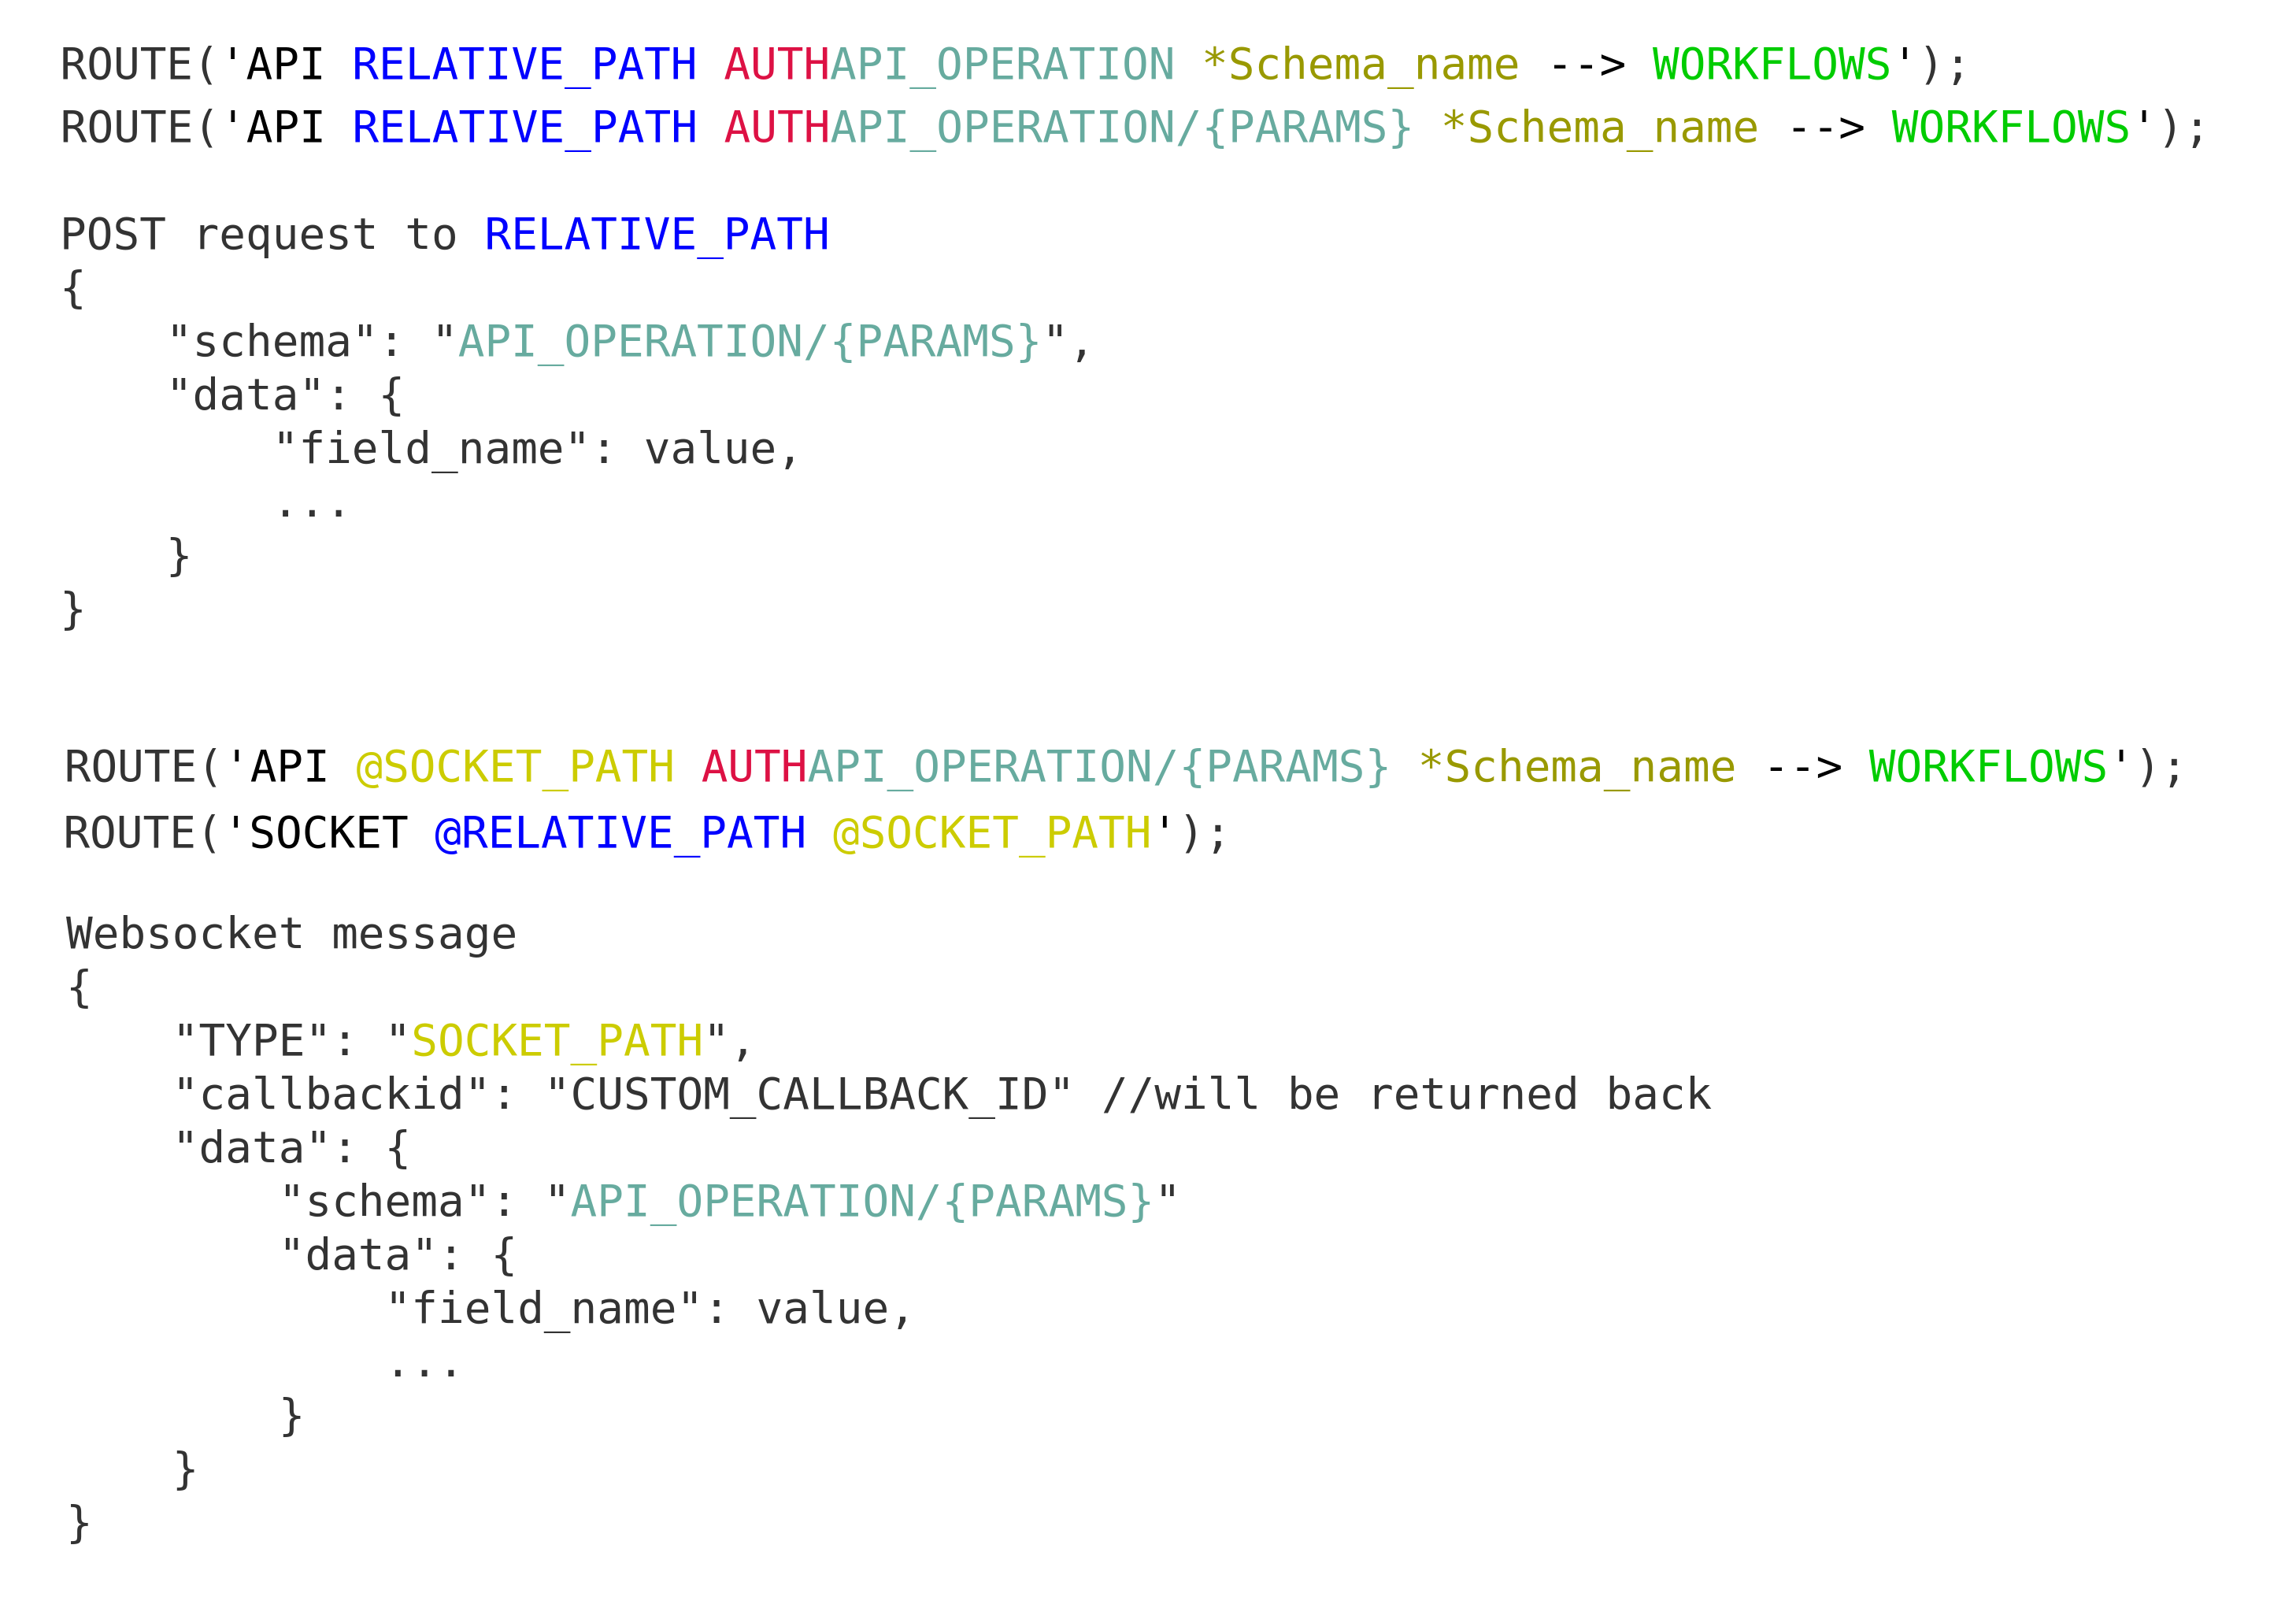 ROUTE('API RELATIVE_PATH AUTHAPI_OPERATION *Schema_name --> WORKFLOWS');
ROUTE('API RELATIVE_PATH AUTHAPI_OPERATION/{PARAMS} *Schema_name --> WORKFLOWS');
POST request to RELATIVE_PATH
{
    "schema": "API_OPERATION/{PARAMS}",
    "data": {
        "field_name": value,
        ...
    }
}
ROUTE('API @SOCKET_PATH AUTHAPI_OPERATION/{PARAMS} *Schema_name --> WORKFLOWS');
ROUTE('SOCKET @RELATIVE_PATH @SOCKET_PATH');
Websocket message
{
    "TYPE": "SOCKET_PATH",
    "callbackid": "CUSTOM_CALLBACK_ID" //will be returned back
    "data": {
        "schema": "API_OPERATION/{PARAMS}"
        "data": {
            "field_name": value,
            ...
        }
    }
}